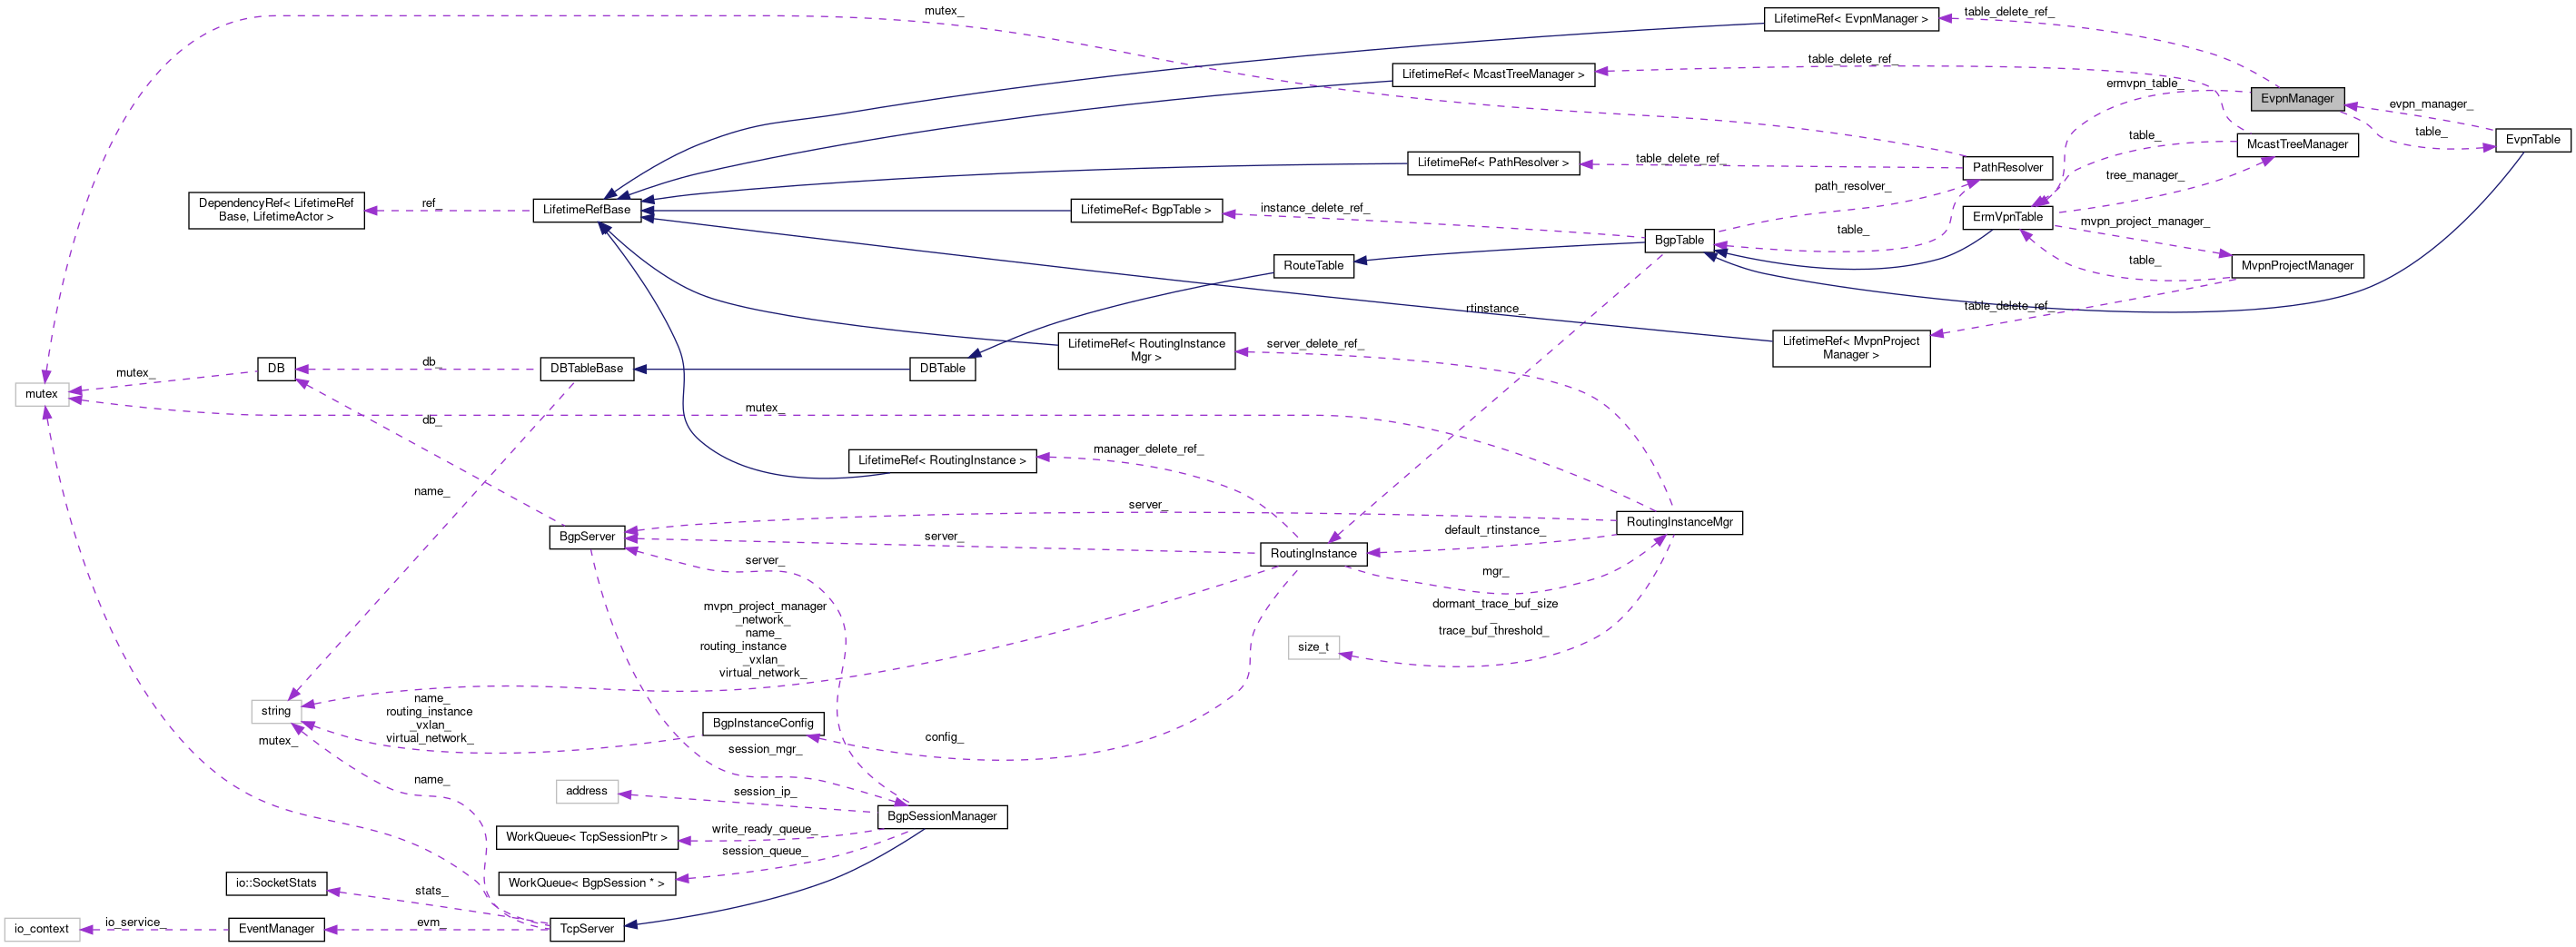 mutex_
LifetimeRef< EvpnManager >
table_delete_ref_
LifetimeRef< McastTreeManager >
table_delete_ref_
ermvpn_table_
EvpnManager
evpn_manager_
table_
EvpnTable
table_
McastTreeManager
LifetimeRef< PathResolver >
table_delete_ref_
PathResolver
tree_manager_
path_resolver_
DependencyRef< LifetimeRef
Base, LifetimeActor >
ref_
LifetimeRefBase
LifetimeRef< BgpTable >
instance_delete_ref_
ErmVpnTable
mvpn_project_manager_
table_
BgpTable
table_
RouteTable
MvpnProjectManager
rtinstance_
table_delete_ref_
LifetimeRef< RoutingInstance
Mgr >
server_delete_ref_
LifetimeRef< MvpnProject
Manager >
DB
db_
DBTableBase
DBTable
mutex_
mutex
mutex_
db_
manager_delete_ref_
LifetimeRef< RoutingInstance >
name_
server_
RoutingInstanceMgr
default_rtinstance_
BgpServer
server_
RoutingInstance
server_
mgr_
mvpn_project_manager
_network_
name_
routing_instance
_vxlan_
virtual_network_
dormant_trace_buf_size
_
trace_buf_threshold_
size_t
string
name_
routing_instance
_vxlan_
virtual_network_
BgpInstanceConfig
config_
mutex_
session_mgr_
name_
address
session_ip_
BgpSessionManager
WorkQueue< TcpSessionPtr >
write_ready_queue_
session_queue_
WorkQueue< BgpSession * >
io::SocketStats
stats_
io_context
io_service_
EventManager
evm_
TcpServer